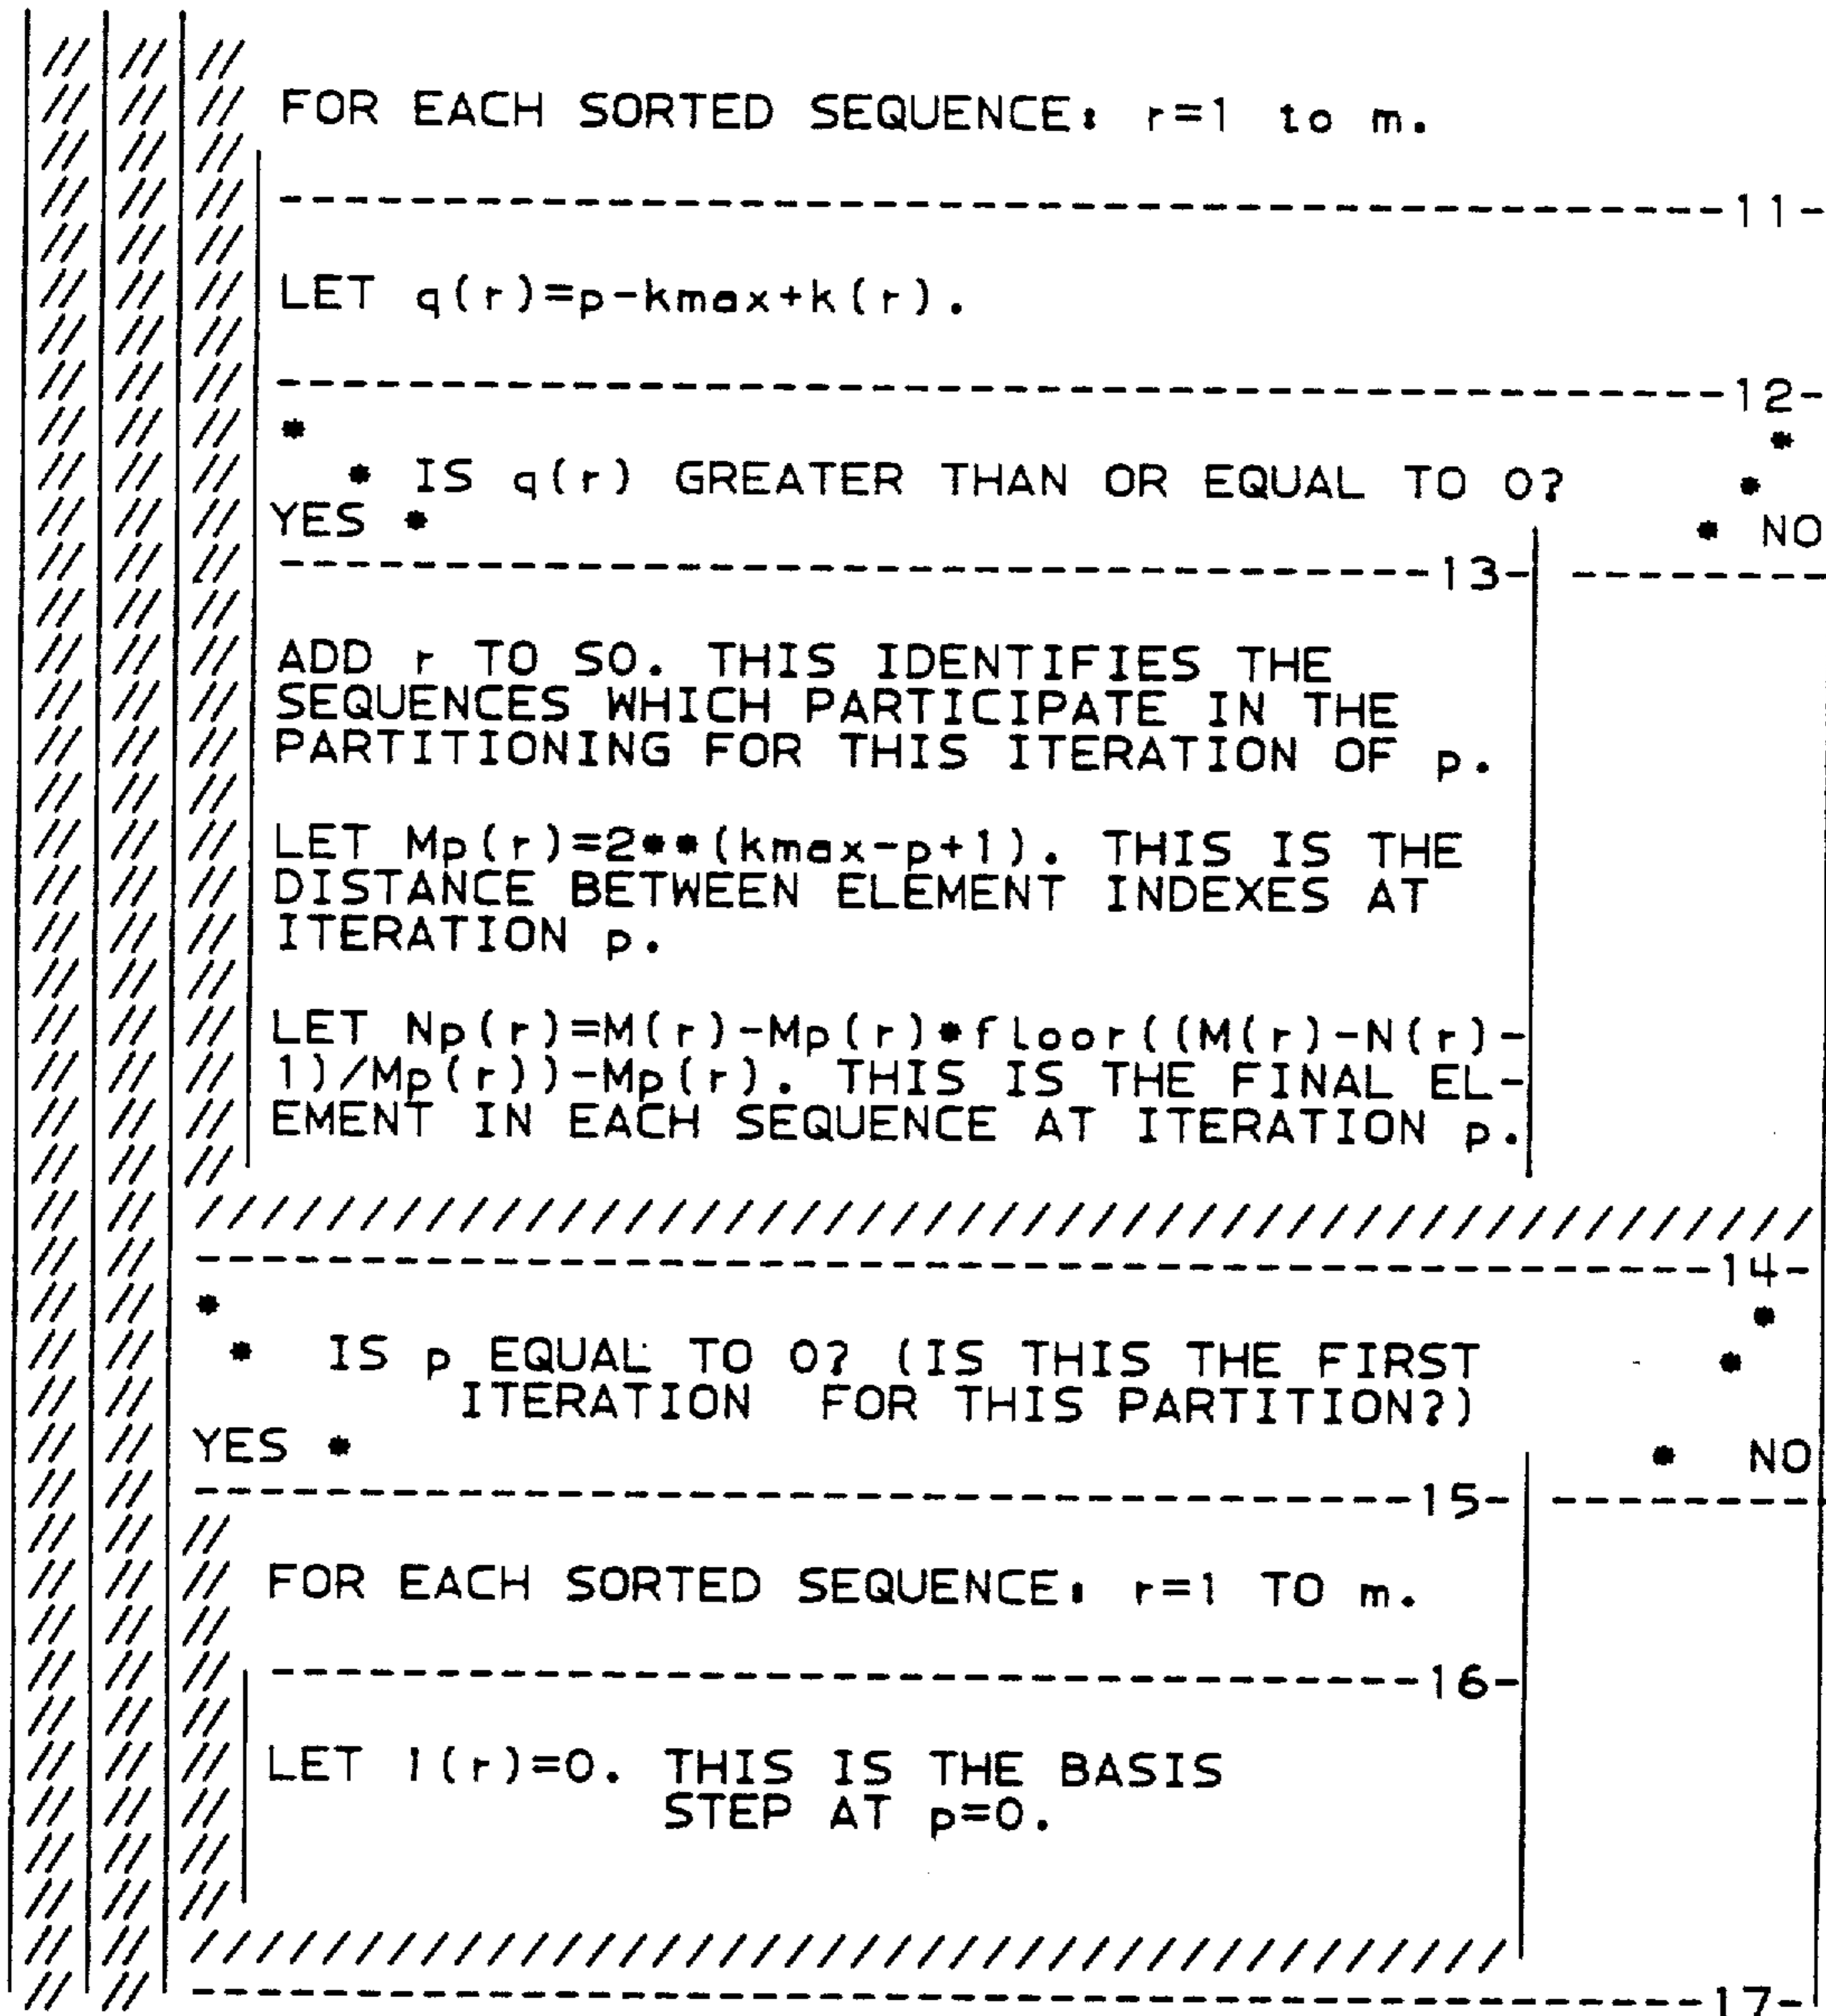 FOR EACH SORTED SEQUENCE: r=1 to m.
11
LET q(r)=p-kmax+k(r).
12
* *
* IS q(r) GREATER THAN OR EQUAL TO 0? *
YES * * NO
13
ADD r TO SO. THIS IDENTIFIES THE
SEQUENCES WHICH PARTICIPATE IN THE
PARTITIONING FOR THIS ITERATION OF p.
LET Mp(r)=2**(kmax-p+1). THIS IS THE
DISTANCE BETWEEN ELEMENT INDEXES AT
ITERATION p.
LET Np(r)=M(r)-Mp(r)*floor((M(r)-N(r)-
1)/Mp(r))-Mp(r). THIS IS THE FINAL EL-
EMENT IN EACH SEQUENCE AT ITERATION p.
14
* *
* IS p EQUAL TO 0? (IS THIS THE FIRST *
ITERATION FOR THIS PARTITION?)
YES * * NO
15
FOR EACH SORTED SEQUENCE: r=1 TO m.
16
LET l(r)=0. THIS IS THE BASIS
STEP AT p=0.
17